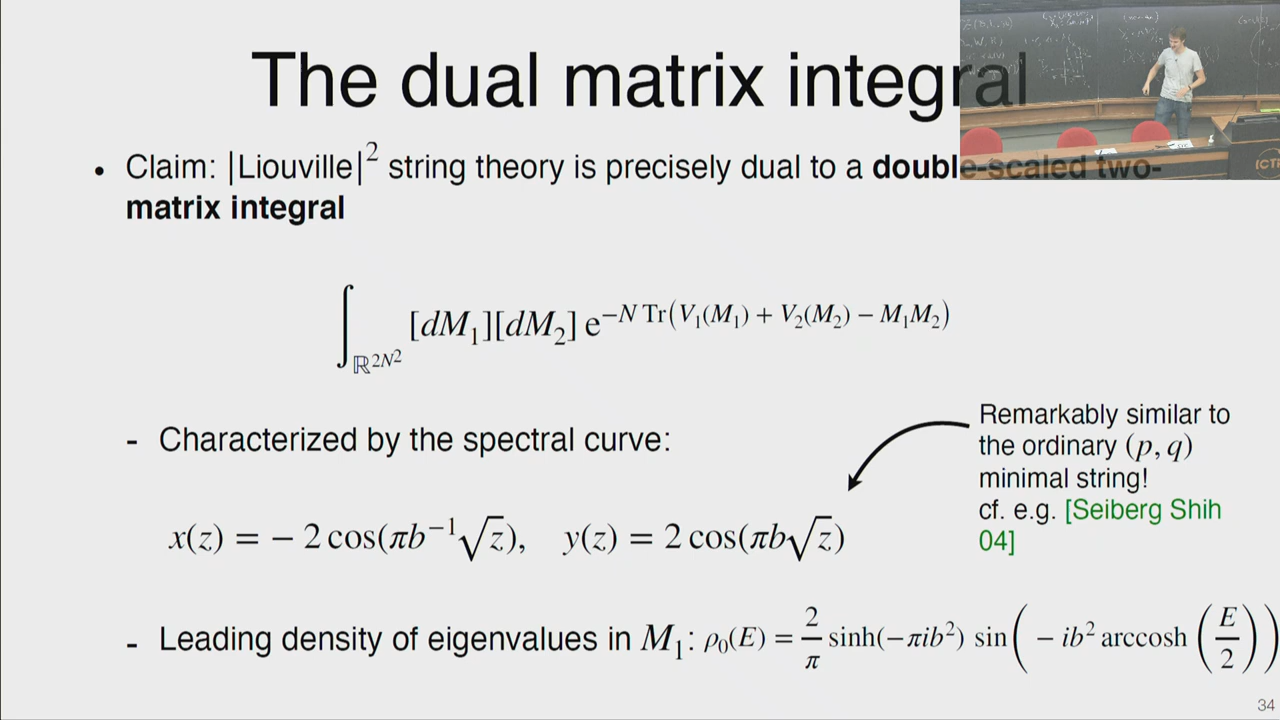 The dual matrix integral
• Claim: |Liouville|² string theory is precisely dual to a double-scaled two-
matrix integral
∫_{ℝ^{2N²}} [dM₁][dM₂] e^{−N Tr(V₁(M₁) + V₂(M₂) − M₁M₂)}
- Characterized by the spectral curve:
Remarkably similar to
the ordinary (p, q)
minimal string!
cf. e.g. [Seiberg Shih
04]
x(z) = − 2 cos(πb⁻¹√z), y(z) = 2 cos(πb√z)
- Leading density of eigenvalues in M₁: ρ₀(E) = 2/π sinh(−πib²) sin( − ib² arccosh (E/2))
34